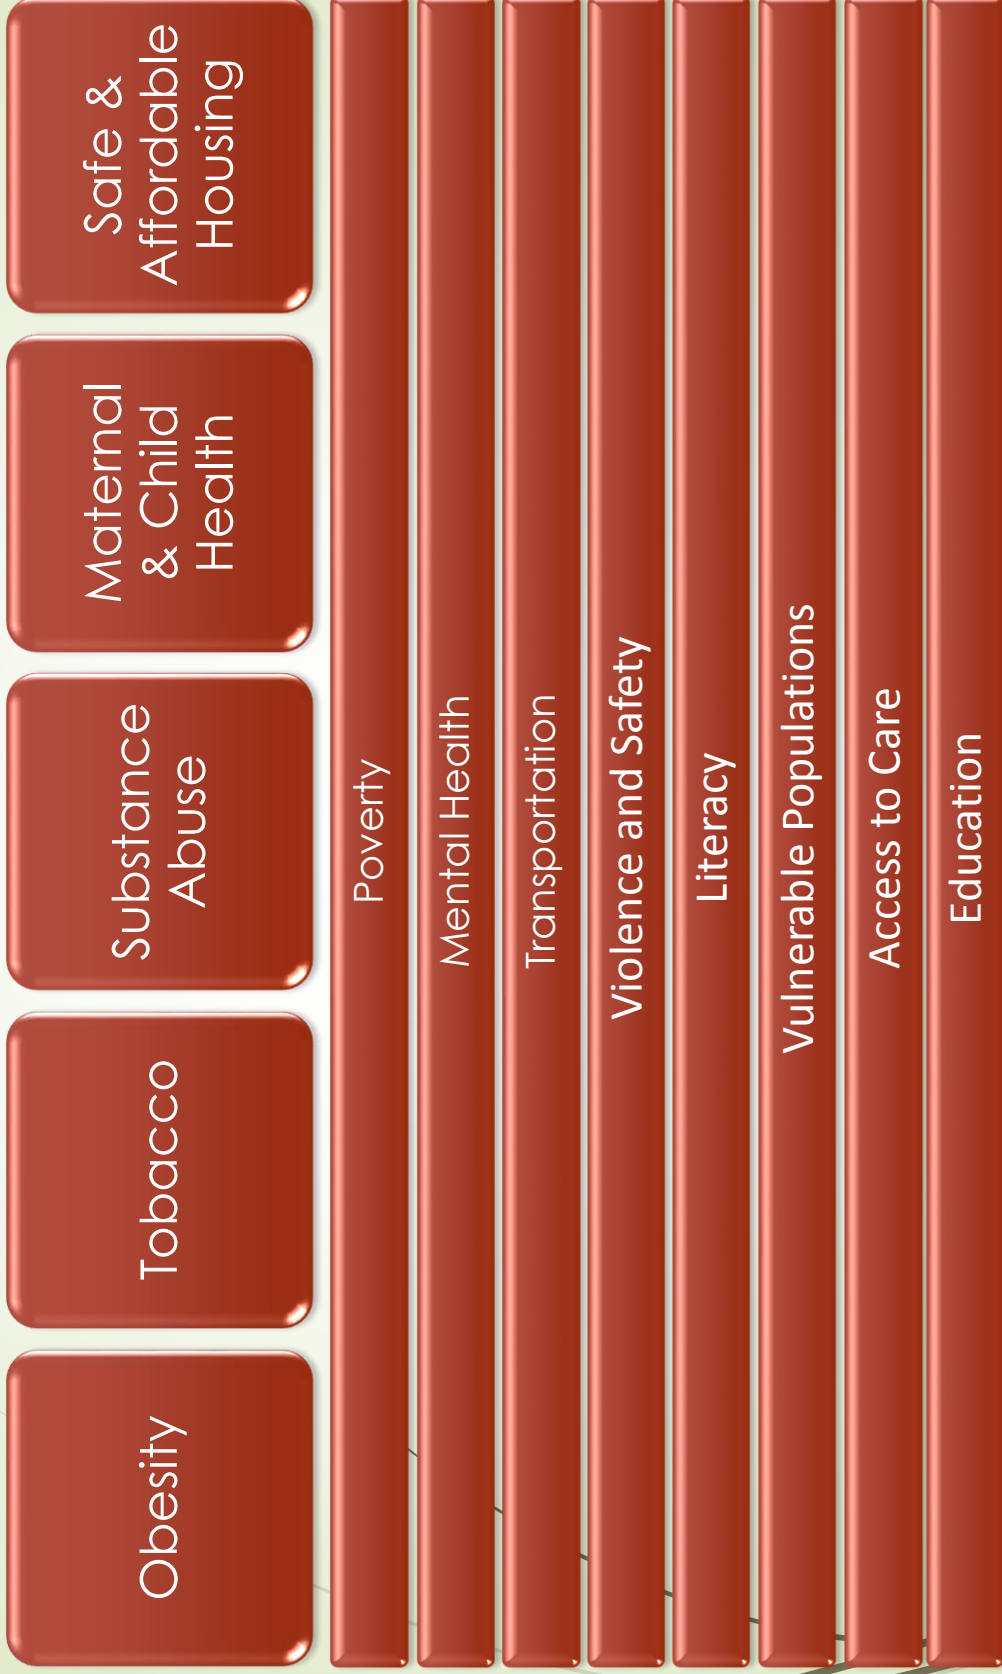 Obesity
Tobacco
Substance
Abuse
Maternal
& Child
Health
Safe &
Affordable
Housing
Poverty
Mental Health
Transportation
Violence and Safety
Literacy
Vulnerable Populations
Access to Care
Education